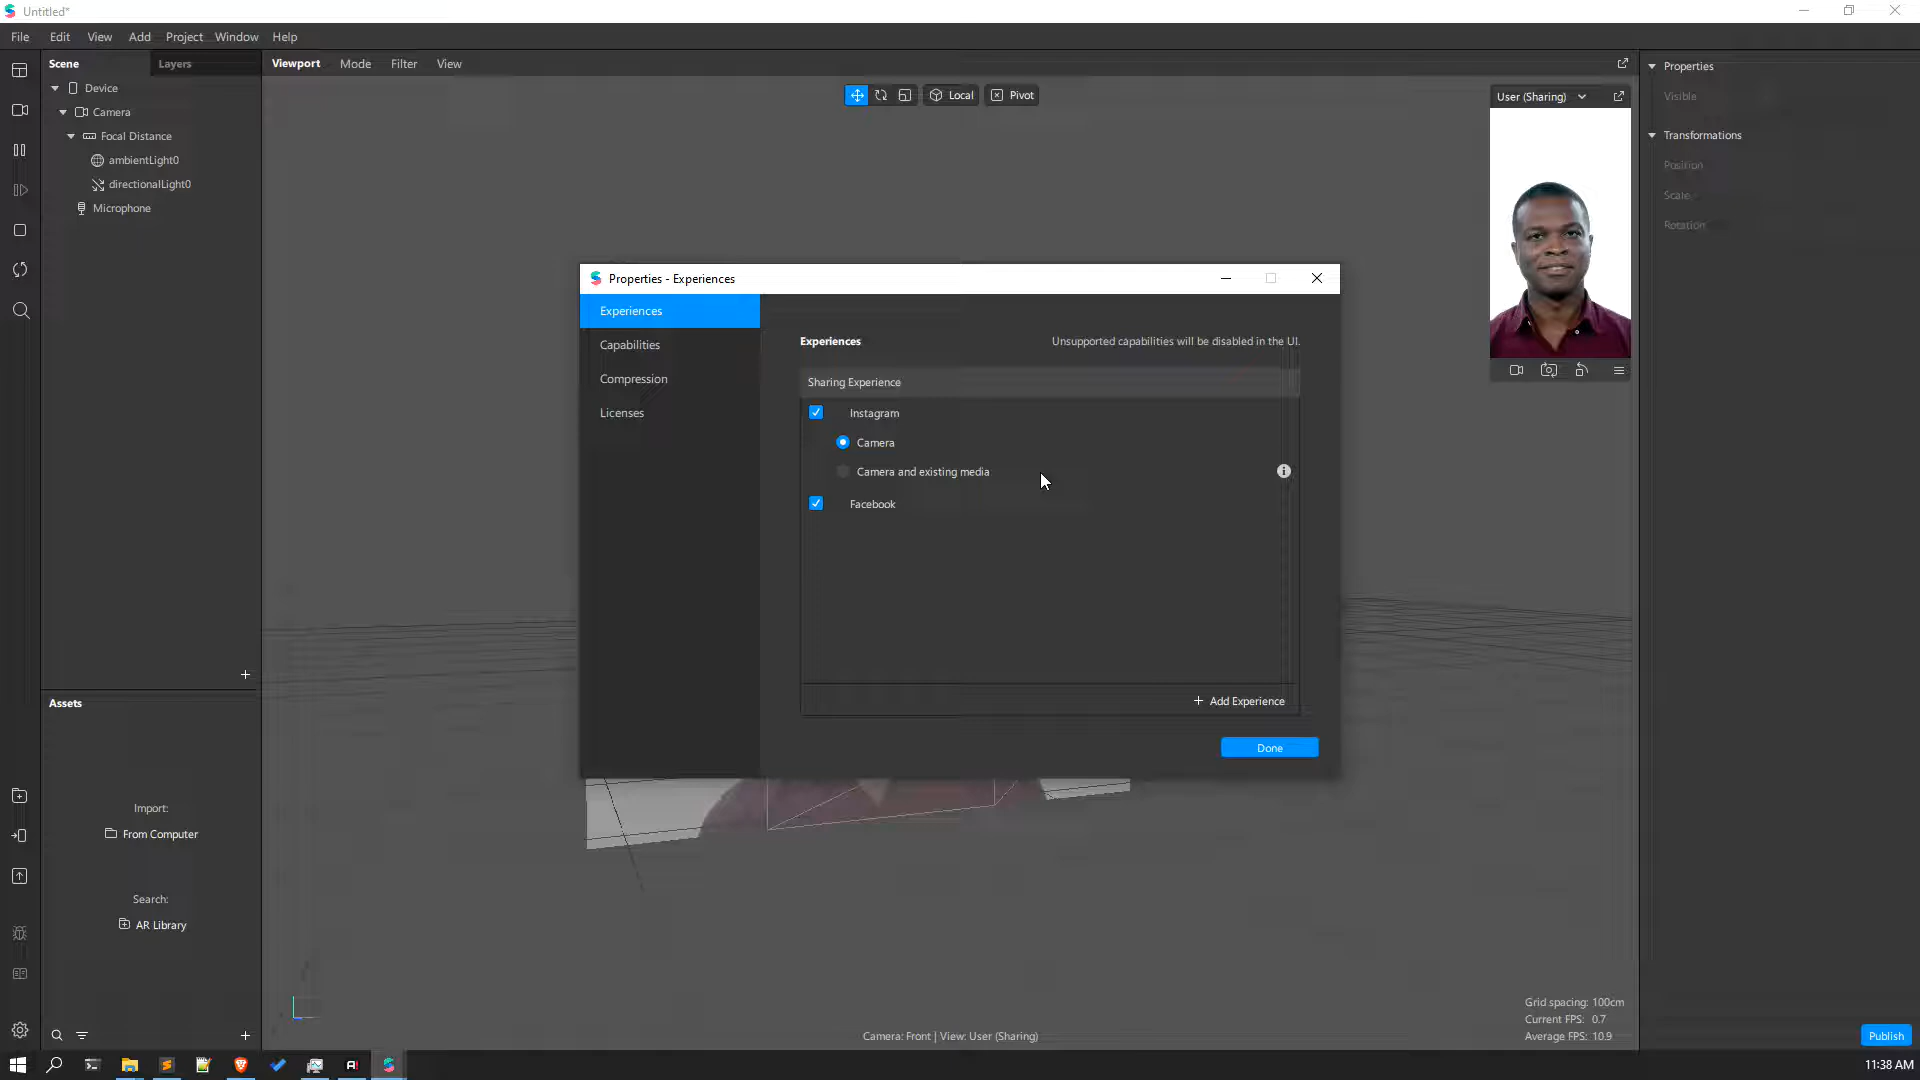 Untitled*
File Edit View Add Project Window Help
Scene Layers
Viewport Mode Filter View
Device
Camera
Focal Distance
ambientLight0
directionalLight0
Microphone
Local Pivot
User (Sharing)
Properties
Visible
Transformations
Position
Scale
Rotation
Properties - Experiences
Experiences
Capabilities
Compression
Licenses
Experiences Unsupported capabilities will be disabled in the UI.
Sharing Experience
Instagram
Camera
Camera and existing media
Facebook
+ Add Experience
Done
Assets
Import:
From Computer
Search:
AR Library
Grid spacing: 100cm
Current FPS: 0.7
Average FPS: 10.9
Camera: Front | View: User (Sharing)
Publish
11:38 AM